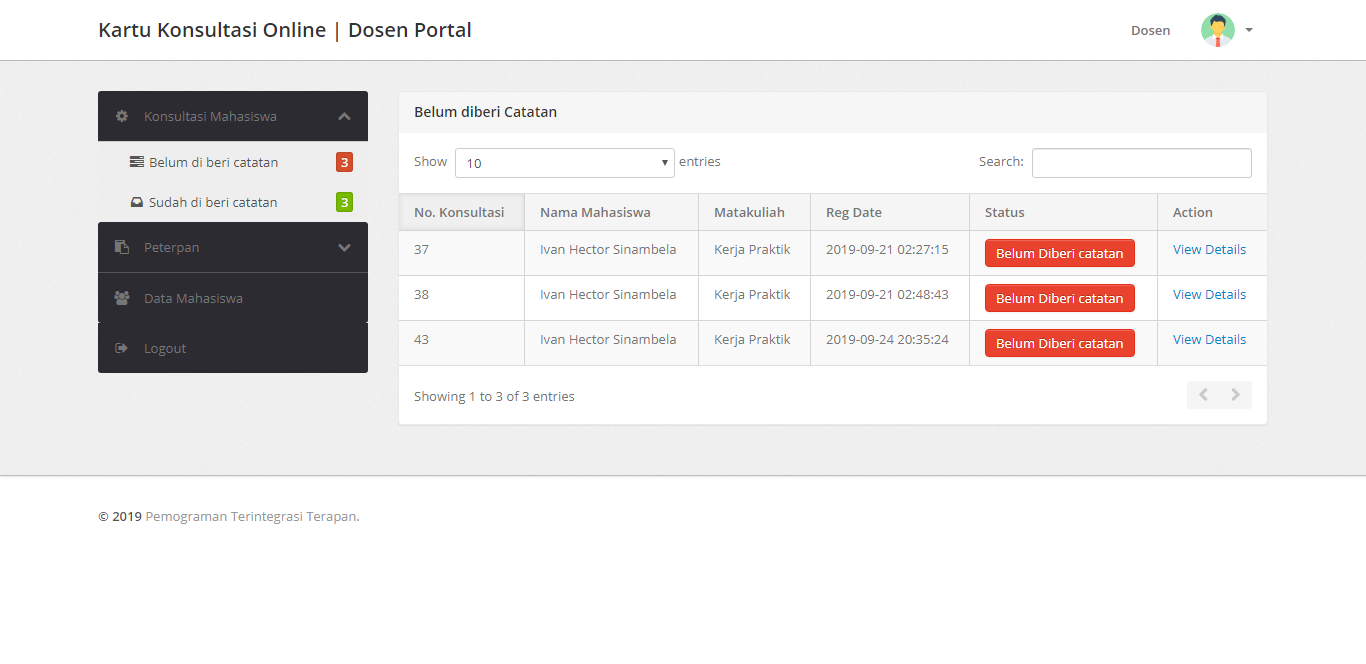 Kartu Konsultasi Online | Dosen Portal
Dosen
Konsultasi Mahasiswa
Belum di beri catatan 3
Sudah di beri catatan 3
Peterpan
Data Mahasiswa
Logout
Belum diberi Catatan
Show 10 entries Search:
No. Konsultasi Nama Mahasiswa Matakuliah Reg Date Status Action
37 Ivan Hector Sinambela Kerja Praktik 2019-09-21 02:27:15 Belum Diberi catatan View Details
38 Ivan Hector Sinambela Kerja Praktik 2019-09-21 02:48:43 Belum Diberi catatan View Details
43 Ivan Hector Sinambela Kerja Praktik 2019-09-24 20:35:24 Belum Diberi catatan View Details
Showing 1 to 3 of 3 entries
© 2019 Pemograman Terintegrasi Terapan.